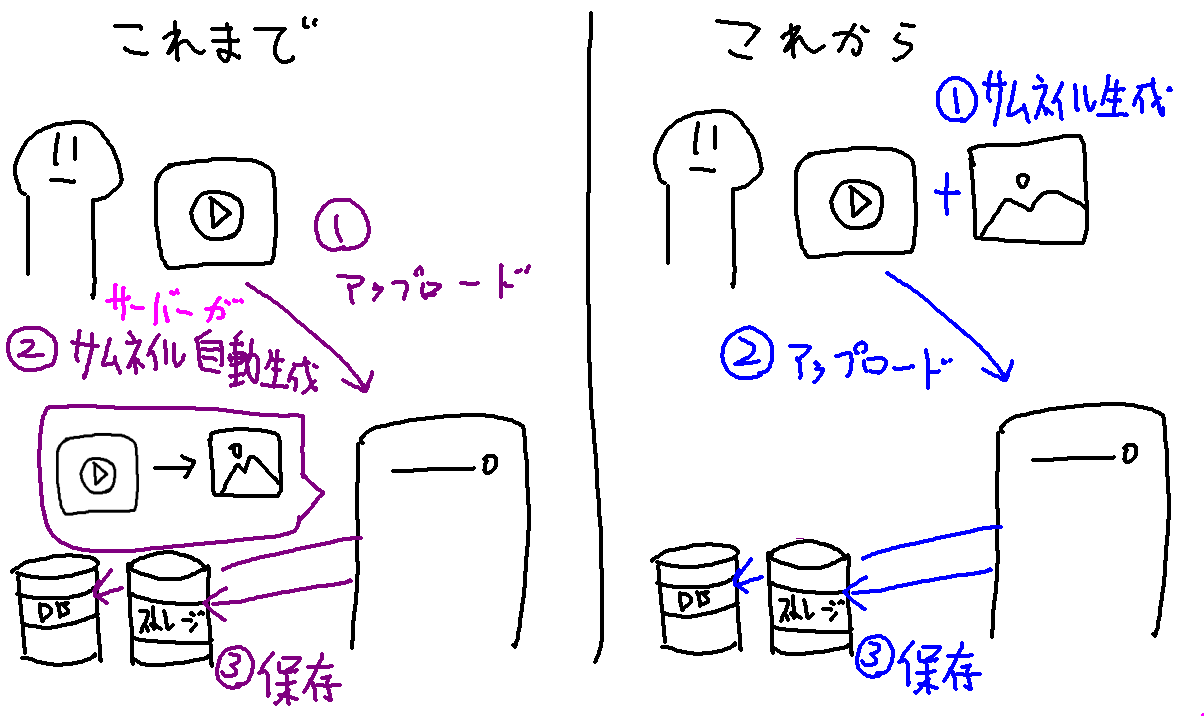 これまで
① アップロード
サーバーが
② サムネイル自動生成
DB
ストレージ
③保存
これから
①サムネイル生成
+
② アップロード
DB
ストレージ
③保存